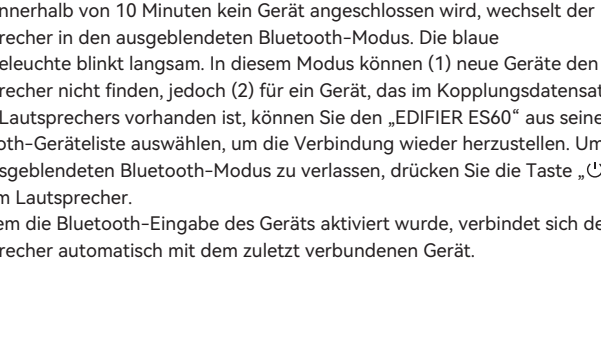 nnerhalb von 10 Minuten kein Gerät angeschlossen wird, wechselt der
recher in den ausgeblendeten Bluetooth-Modus. Die blaue
eleuchte blinkt langsam. In diesem Modus können (1) neue Geräte den
recher nicht finden, jedoch (2) für ein Gerät, das im Kopplungsdatensat
Lautsprechers vorhanden ist, können Sie den „EDIFIER ES60“ aus seine
oth-Geräteliste auswählen, um die Verbindung wieder herzustellen. Um
sgeblendeten Bluetooth-Modus zu verlassen, drücken Sie die Taste „⏻
m Lautsprecher.
em die Bluetooth-Eingabe des Geräts aktiviert wurde, verbindet sich de
recher automatisch mit dem zuletzt verbundenen Gerät.